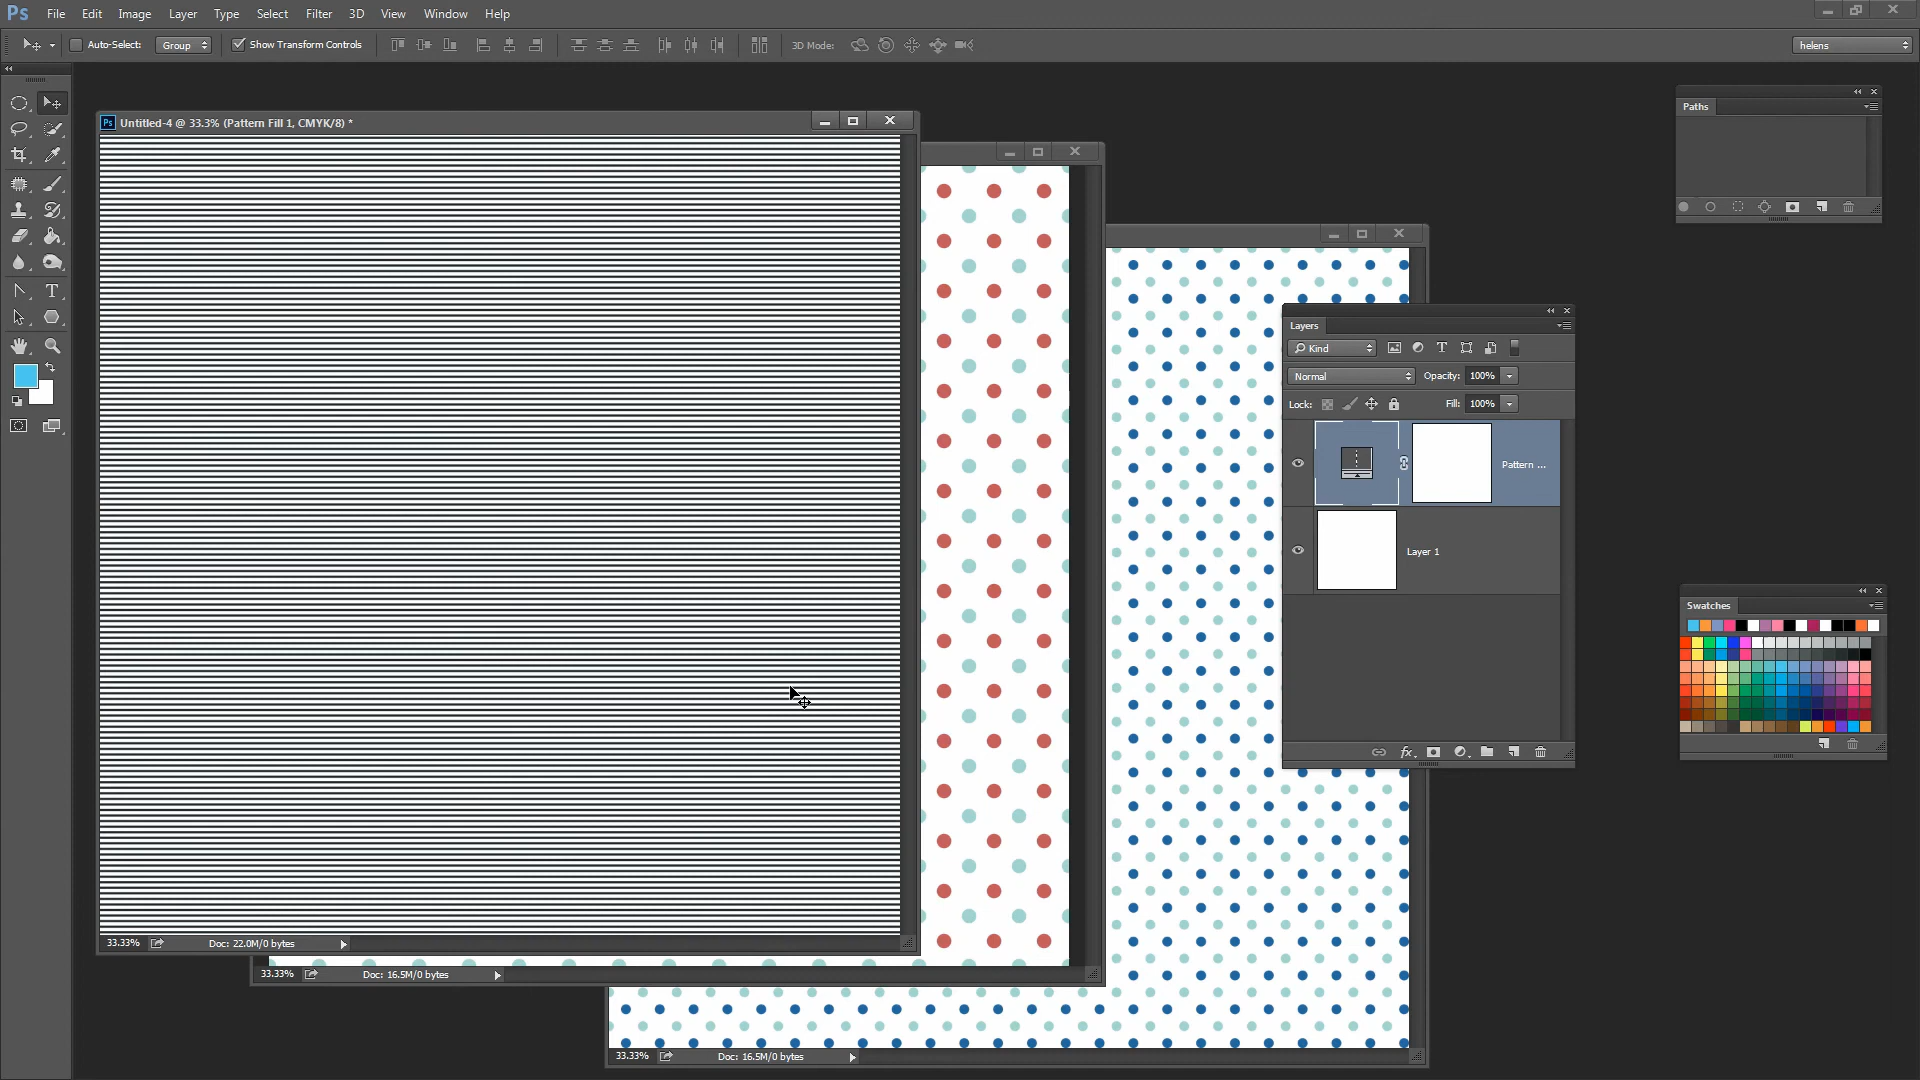 Ps File Edit Image Layer Type Select Filter 3D View Window Help
Auto-Select: Group Show Transform Controls 3D Mode: helens
Paths
Ps Untitled-4 @ 33.3% (Pattern Fill 1, CMYK/8) *
Layers
Kind
Normal Opacity: 100%
Lock: Fill: 100%
Pattern ...
Layer 1
fx
Swatches
33.33% Doc: 22.0M/0 bytes
33.33% Doc: 16.5M/0 bytes
33.33% Doc: 16.5M/0 bytes